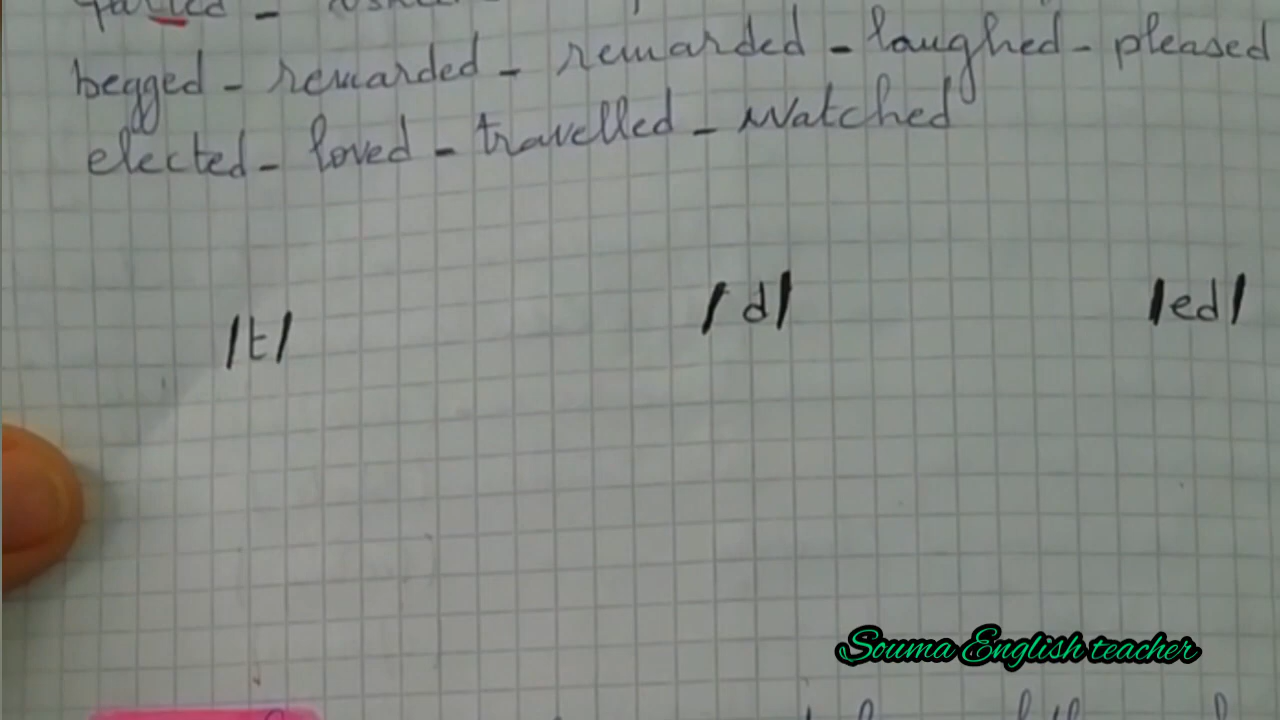 begged - rewarded - rewarded - laughed - pleased
elected - loved - travelled - watched
/t/ /d/ /ed/
Souma English teacher